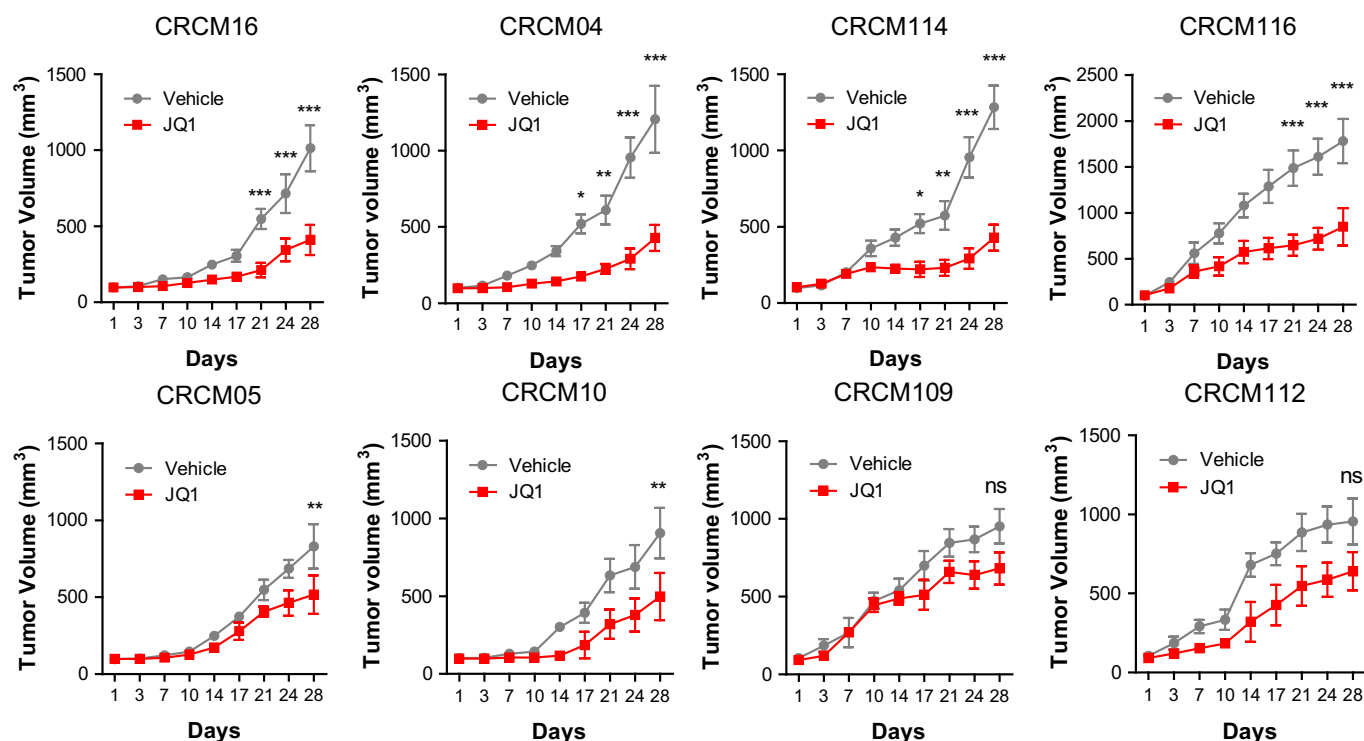 CRCM16
1500
1000
500
0
Tumor Volume (mm³)
Vehicle
JQ1
***
***
***
1 3 7 10 14 17 21 24 28
Days
CRCM04
1500
1000
500
0
Tumor volume (mm³)
Vehicle
JQ1
*
**
***
***
1 3 7 10 14 17 21 24 28
Days
CRCM114
1500
1000
500
0
Tumor Volume (mm³)
Vehicle
JQ1
*
**
***
***
1 3 7 10 14 17 21 24 28
Days
CRCM116
2500
2000
1500
1000
500
0
Tumor Volume (mm³)
Vehicle
JQ1
***
***
***
1 3 7 10 14 17 21 24 28
Days
CRCM05
1500
1000
500
0
Tumor Volume (mm³)
Vehicle
JQ1
**
1 3 7 10 14 17 21 24 28
Days
CRCM10
1500
1000
500
0
Tumor volume (mm³)
Vehicle
JQ1
**
1 3 7 10 14 17 21 24 28
Days
CRCM109
1500
1000
500
0
Tumor Volume (mm³)
Vehicle
JQ1
ns
1 3 7 10 14 17 21 24 28
Days
CRCM112
1500
1000
500
0
Tumor Volume (mm³)
Vehicle
JQ1
ns
1 3 7 10 14 17 21 24 28
Days